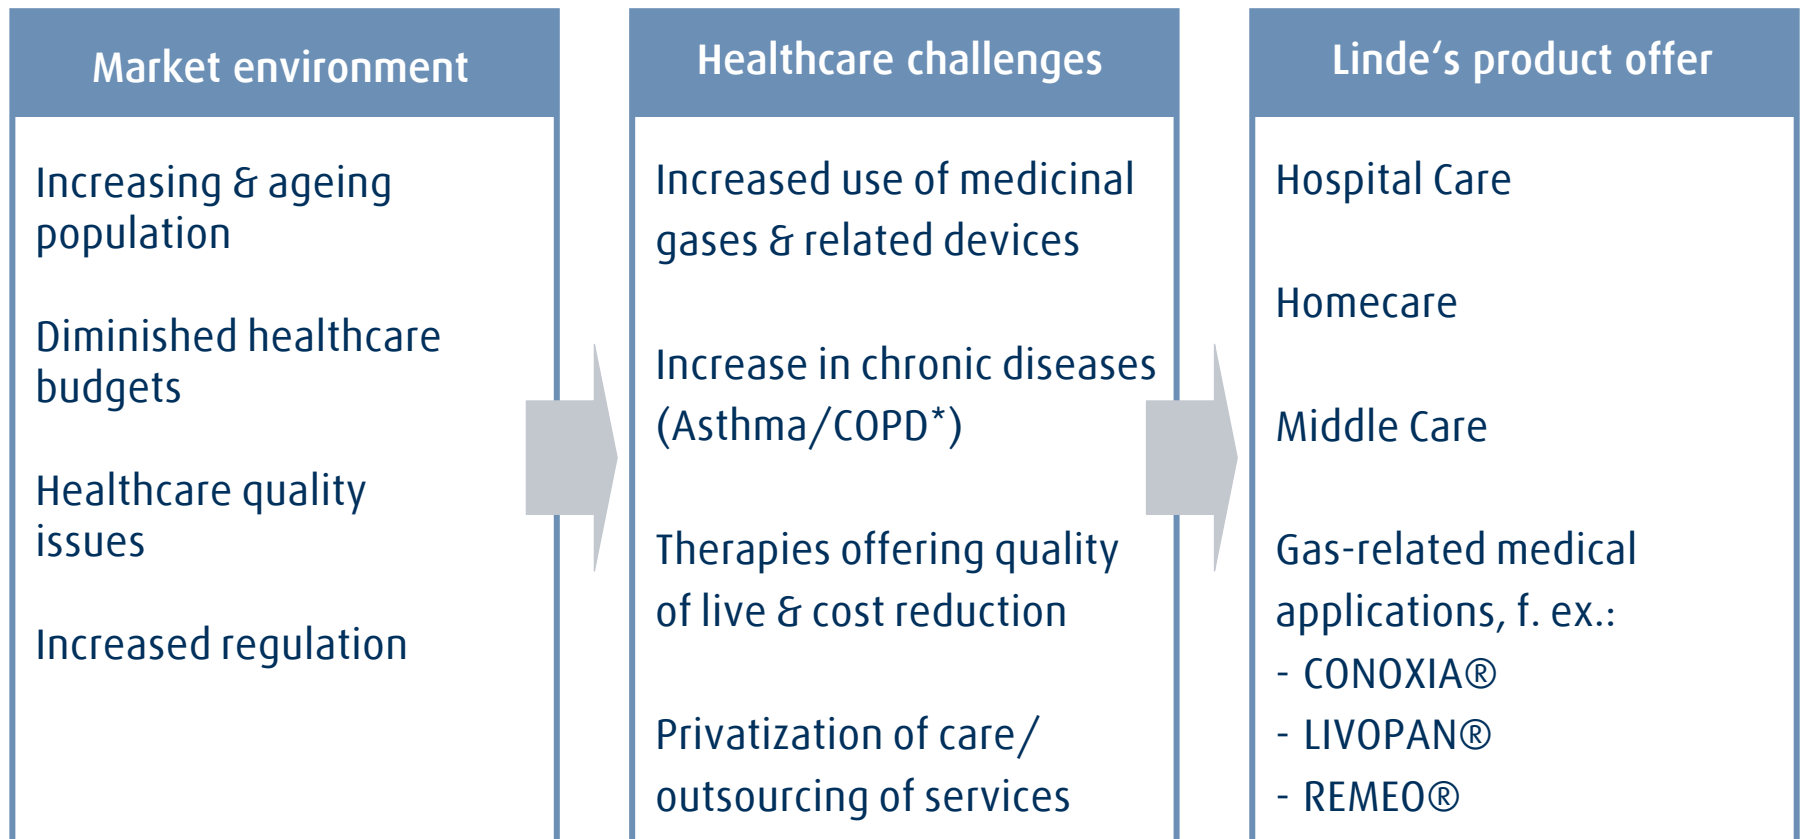 Market environment
Increasing & ageing
population
Diminished healthcare
budgets
Healthcare quality
issues
Increased regulation
Healthcare challenges
Increased use of medicinal
gases & related devices
Increase in chronic diseases
(Asthma/COPD*)
Therapies offering quality
of live & cost reduction
Privatization of care/
outsourcing of services
Linde‘s product offer
Hospital Care
Homecare
Middle Care
Gas-related medical
applications, f. ex.:
- CONOXIA®
- LIVOPAN®
- REMEO®